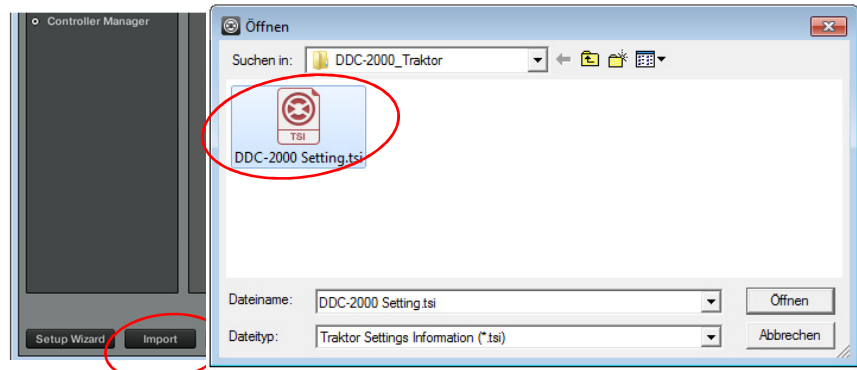 Controller Manager
Öffnen
Suchen in:
DDC-2000_Traktor
TSI
DDC-2000 Setting.tsi
Dateiname:
DDC-2000 Setting.tsi
Öffnen
Dateityp:
Traktor Settings Information (*.tsi)
Abbrechen
Setup Wizard
Import